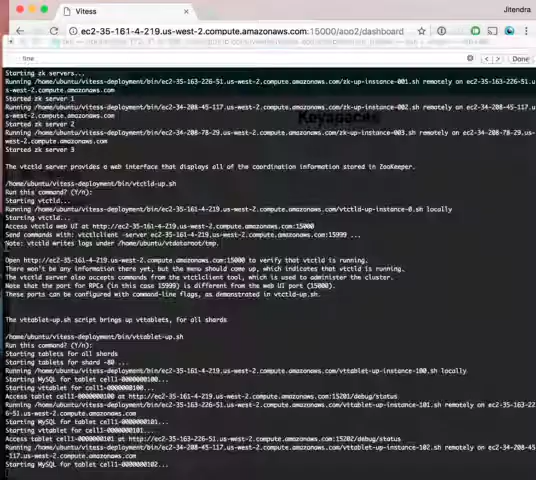 Vitess
Jitendra
ec2-35-161-4-219.us-west-2.compute.amazonaws.com:15000/app2/dashboard
Done
Keyspaces
Starting zk servers...
Running /home/ubuntu/vitess-deployment/bin/ec2-35-163-226-51.us-west-2.compute.amazonaws.com/zk-up-instance-001.sh remotely on ec2-35-163-226-51.u
s-west-2.compute.amazonaws.com
Started zk server 1
Running /home/ubuntu/vitess-deployment/bin/ec2-34-208-45-117.us-west-2.compute.amazonaws.com/zk-up-instance-002.sh remotely on ec2-34-208-45-117.u
s-west-2.compute.amazonaws.com
Started zk server 2
Running /home/ubuntu/vitess-deployment/bin/ec2-34-208-78-29.us-west-2.compute.amazonaws.com/zk-up-instance-003.sh remotely on ec2-34-208-78-29.us-
west-2.compute.amazonaws.com
Started zk server 3
The vtctld server provides a web interface that displays all of the coordination information stored in ZooKeeper.
/home/ubuntu/vitess-deployment/bin/vtctld-up.sh
Run this command? (Y/n):
Starting vtctld...
Running /home/ubuntu/vitess-deployment/bin/ec2-35-161-4-219.us-west-2.compute.amazonaws.com/vtctld-up-instance-0.sh locally
Starting vtctld...
Access vtctld web UI at http://ec2-35-161-4-219.us-west-2.compute.amazonaws.com:15000
Send commands with: vtctlclient -server ec2-35-161-4-219.us-west-2.compute.amazonaws.com:15999 ...
Note: vtctld writes logs under /home/ubuntu/vtdataroot/tmp.
Open http://ec2-35-161-4-219.us-west-2.compute.amazonaws.com:15000 to verify that vtctld is running.
There won't be any information there yet, but the menu should come up, which indicates that vtctld is running.
The vtctld server also accepts commands from the vtctlclient tool, which is used to administer the cluster.
Note that the port for RPCs (in this case 15999) is different from the web UI port (15000).
These ports can be configured with command-line flags, as demonstrated in vtctld-up.sh.
The vttablet-up.sh script brings up vttablets, for all shards
/home/ubuntu/vitess-deployment/bin/vttablet-up.sh
Run this command? (Y/n):
Starting tablets for all shards
Starting tablets for shard -80 ...
Running /home/ubuntu/vitess-deployment/bin/ec2-35-161-4-219.us-west-2.compute.amazonaws.com/vttablet-up-instance-100.sh locally
Starting MySQL for tablet cell1-0000000100...
Starting vttablet for cell1-0000000100...
Access tablet cell1-0000000100 at http://ec2-35-161-4-219.us-west-2.compute.amazonaws.com:15201/debug/status
Running /home/ubuntu/vitess-deployment/bin/ec2-35-163-226-51.us-west-2.compute.amazonaws.com/vttablet-up-instance-101.sh remotely on ec2-35-163-22
6-51.us-west-2.compute.amazonaws.com
Starting MySQL for tablet cell1-0000000101...
Starting vttablet for cell1-0000000101...
Access tablet cell1-0000000101 at http://ec2-35-163-226-51.us-west-2.compute.amazonaws.com:15202/debug/status
Running /home/ubuntu/vitess-deployment/bin/ec2-34-208-45-117.us-west-2.compute.amazonaws.com/vttablet-up-instance-102.sh remotely on ec2-34-208-45
-117.us-west-2.compute.amazonaws.com
Starting MySQL for tablet cell1-0000000102...